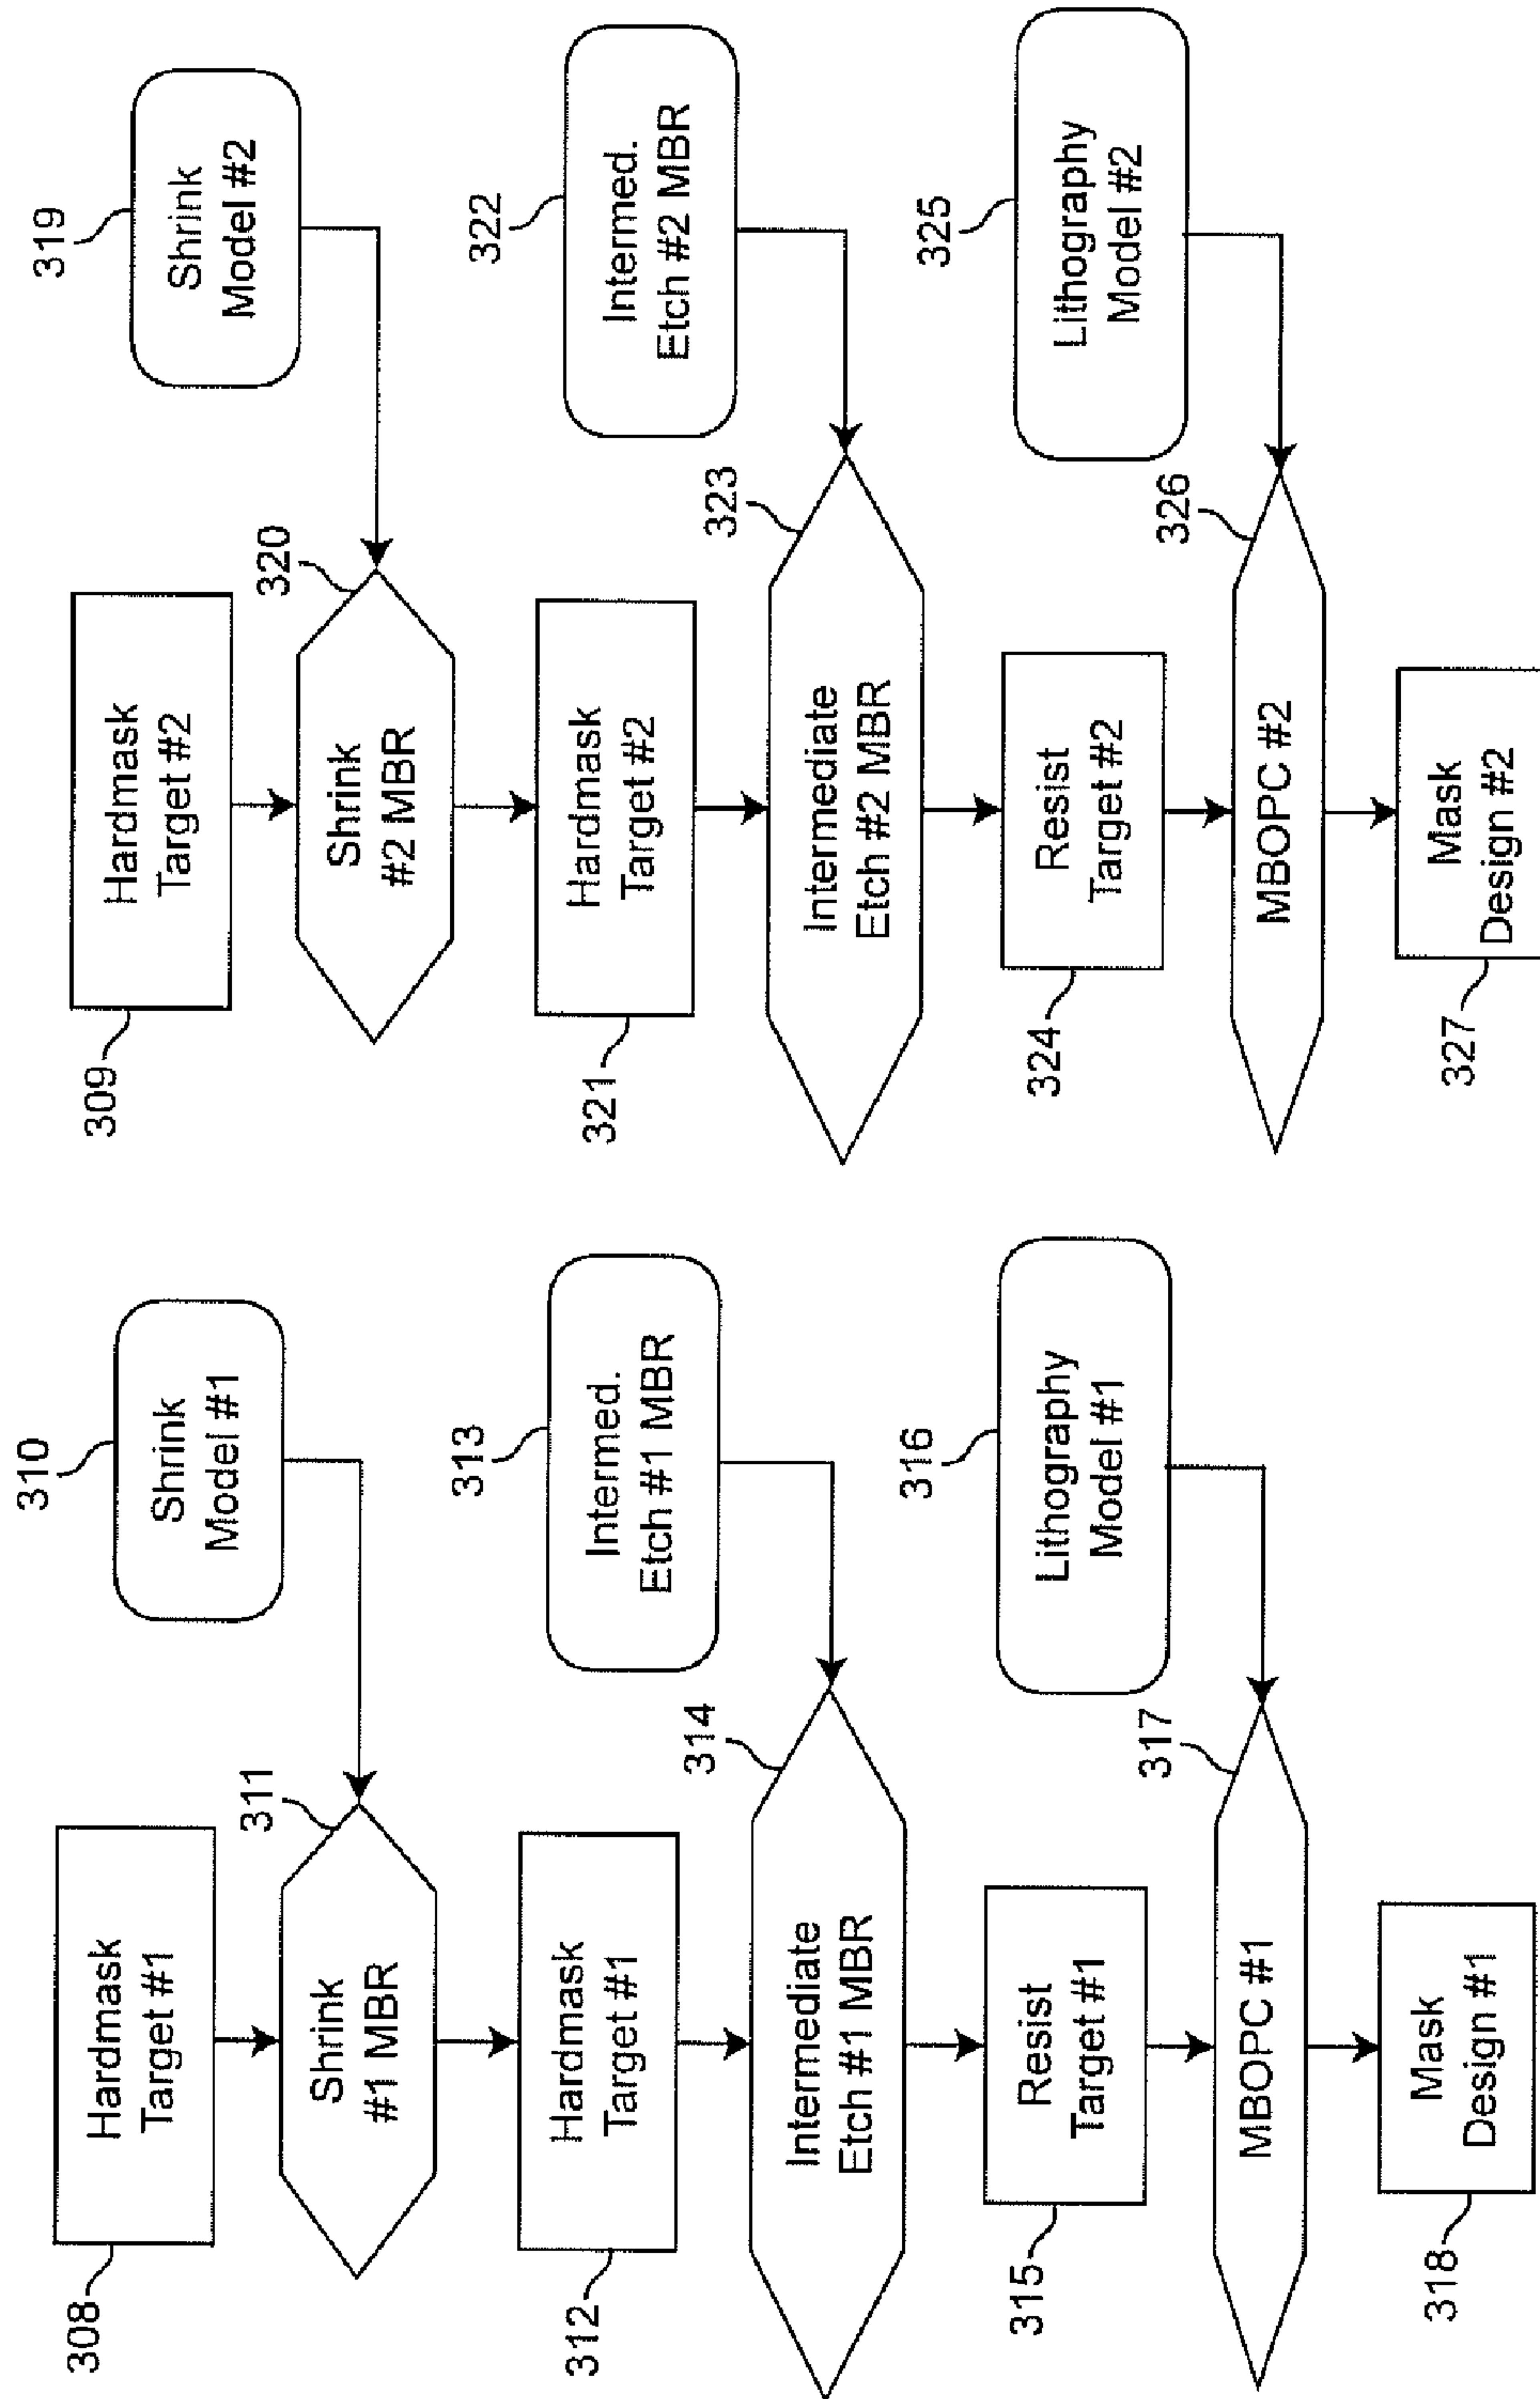 308
Hardmask
Target #1
310
Shrink
Model #1
311
Shrink
#1 MBR
312
Hardmask
Target #1
313
Intermed.
Etch #1 MBR
314
Intermediate
Etch #1 MBR
315
Resist
Target #1
316
Lithography
Model #1
317
MBOPC #1
318
Mask
Design #1
309
Hardmask
Target #2
319
Shrink
Model #2
320
Shrink
#2 MBR
321
Hardmask
Target #2
322
Intermed.
Etch #2 MBR
323
Intermediate
Etch #2 MBR
324
Resist
Target #2
325
Lithography
Model #2
326
MBOPC #2
327
Mask
Design #2